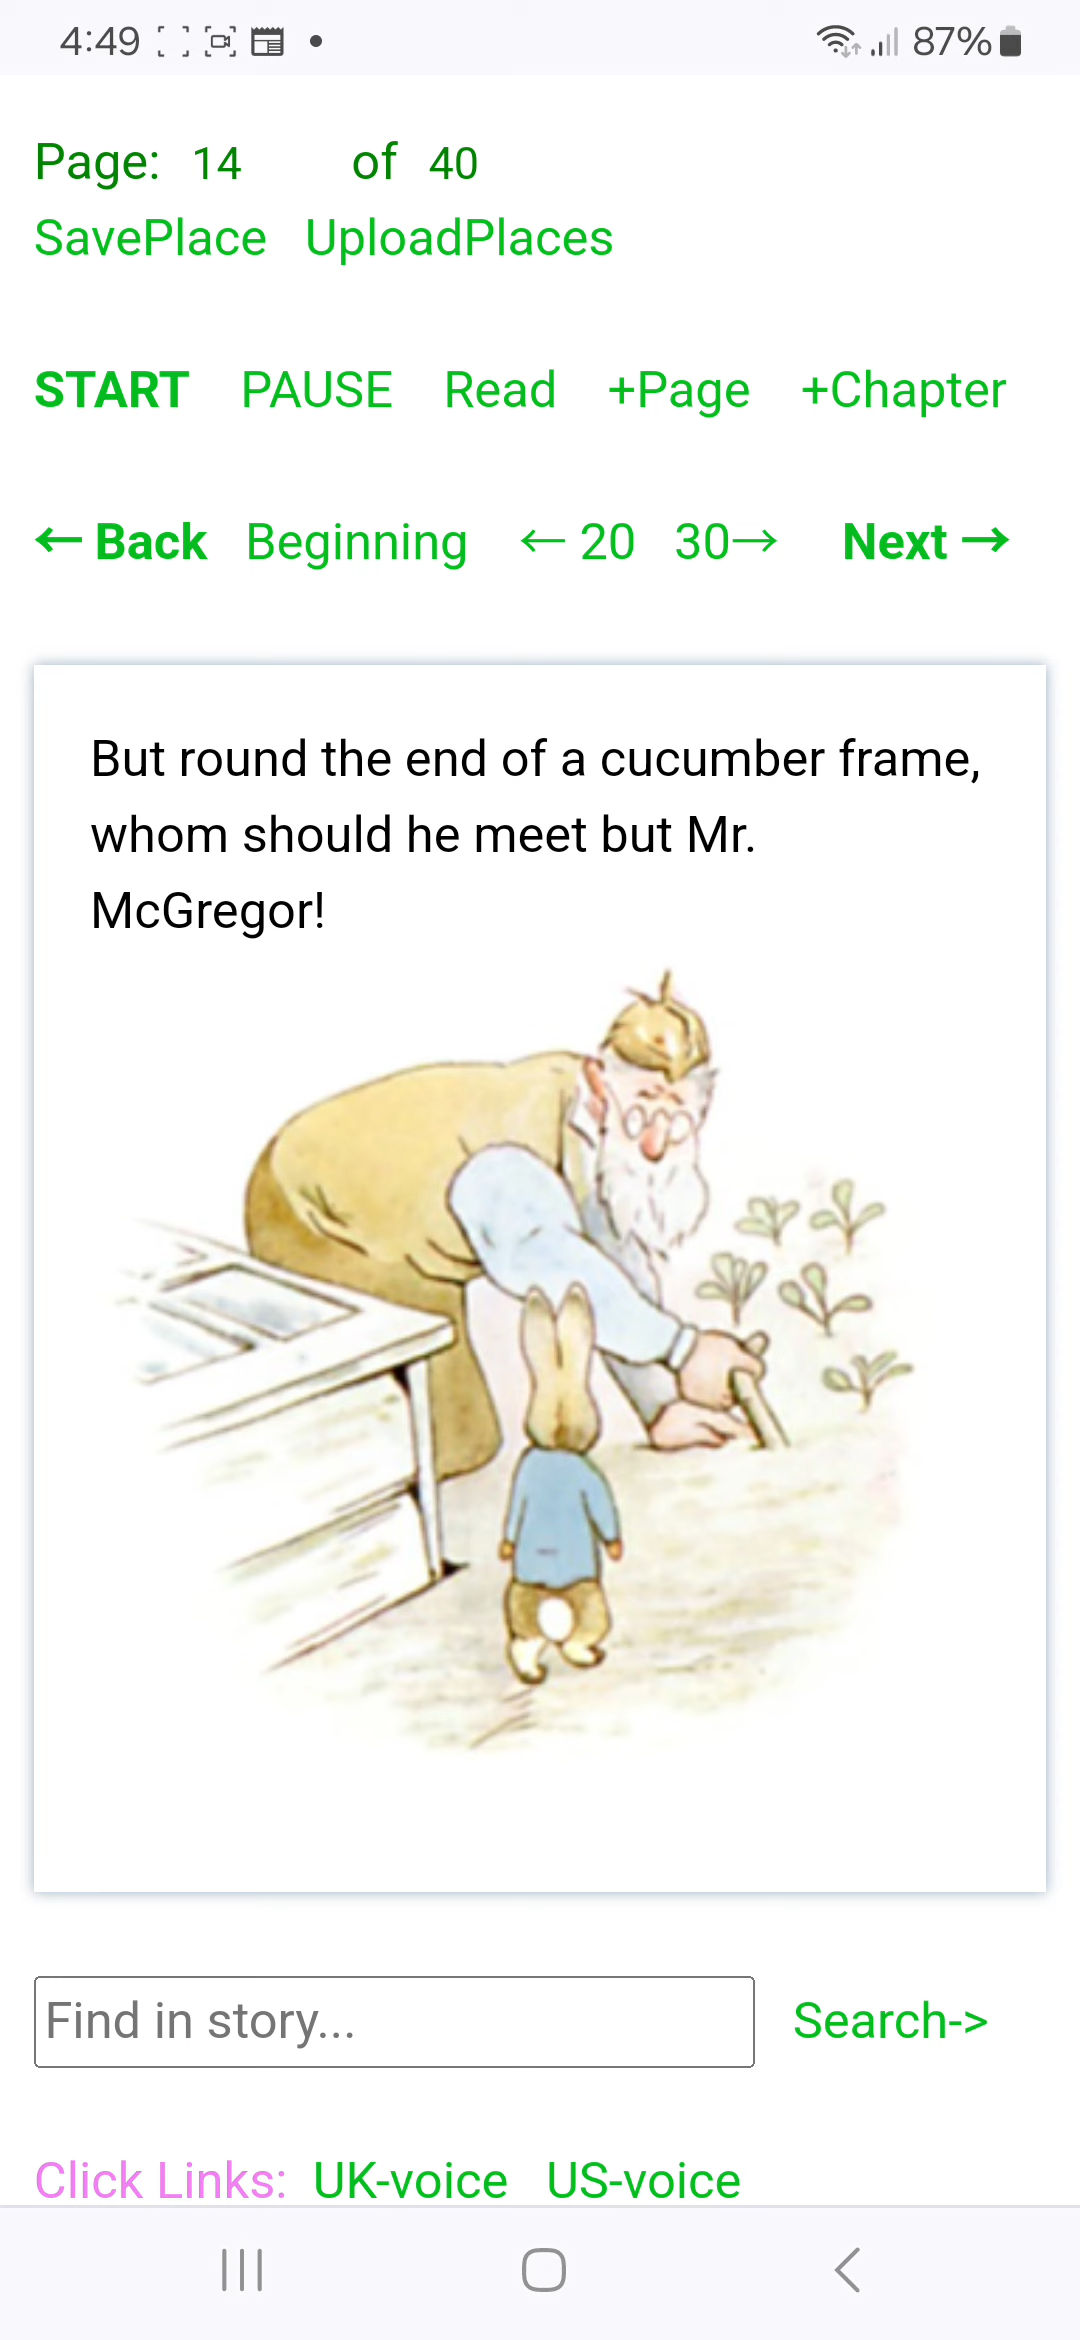 4:49 87%
Page: 14 of 40
SavePlace UploadPlaces
START PAUSE Read +Page +Chapter
← Back Beginning ← 20 30→ Next →
But round the end of a cucumber frame,
whom should he meet but Mr.
McGregor!
Find in story...
Search->
Click Links: UK-voice US-voice